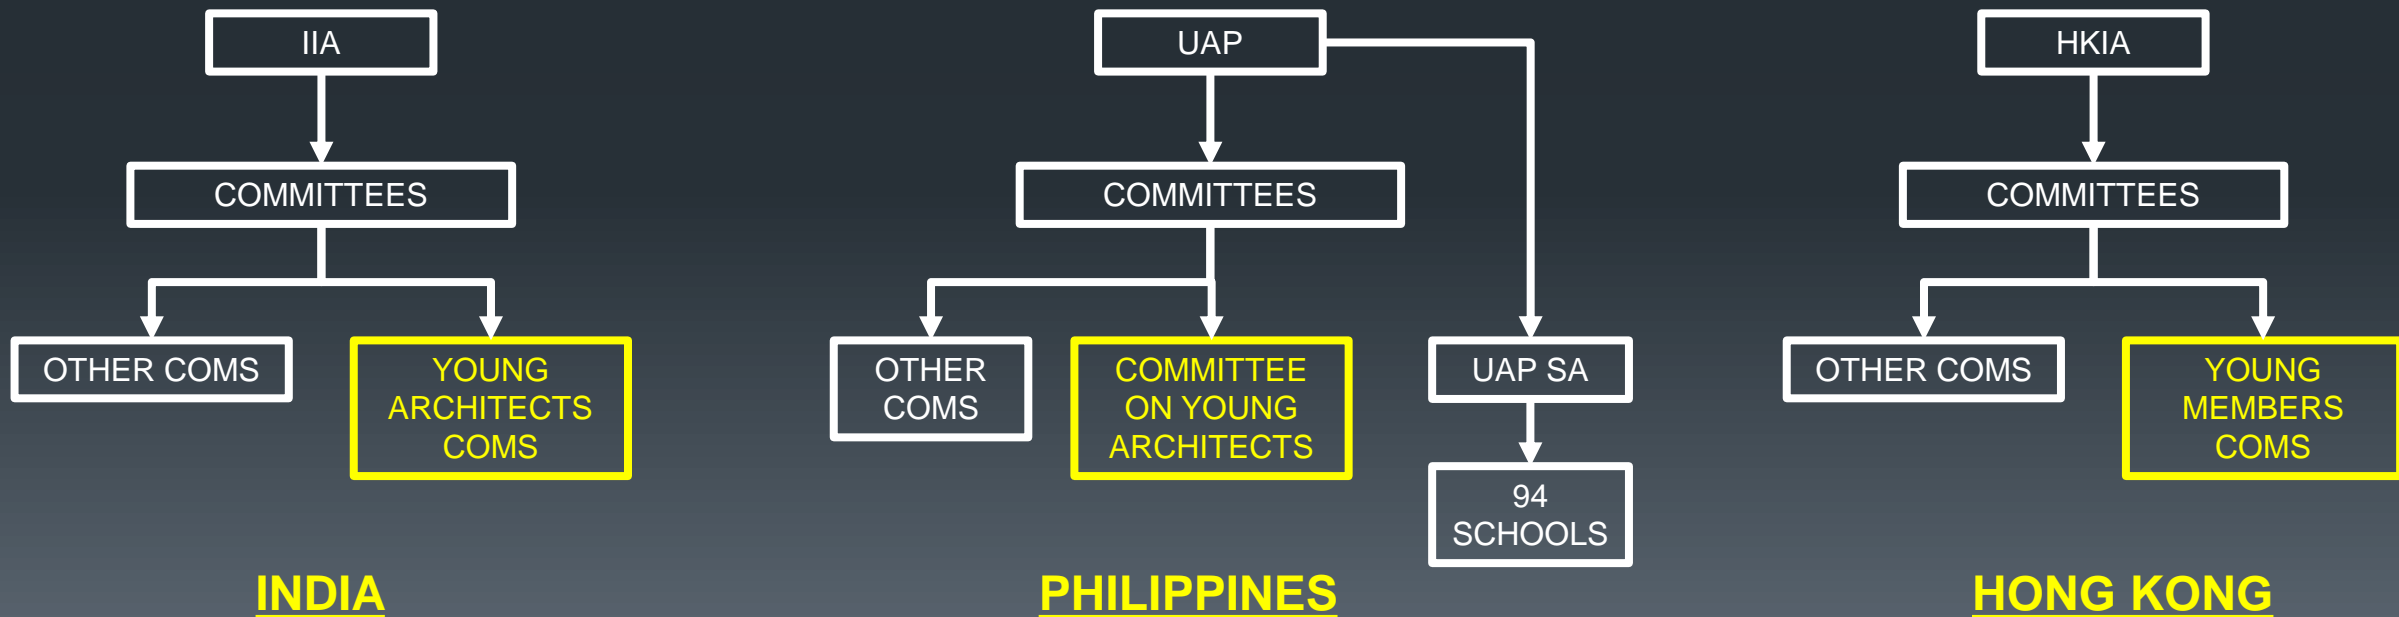 IIA
COMMITTEES
OTHER COMS
YOUNG
ARCHITECTS
COMS
INDIA
UAP
COMMITTEES
OTHER
COMS
COMMITTEE
ON YOUNG
ARCHITECTS
UAP SA
94
SCHOOLS
PHILIPPINES
HKIA
COMMITTEES
OTHER COMS
YOUNG
MEMBERS
COMS
HONG KONG